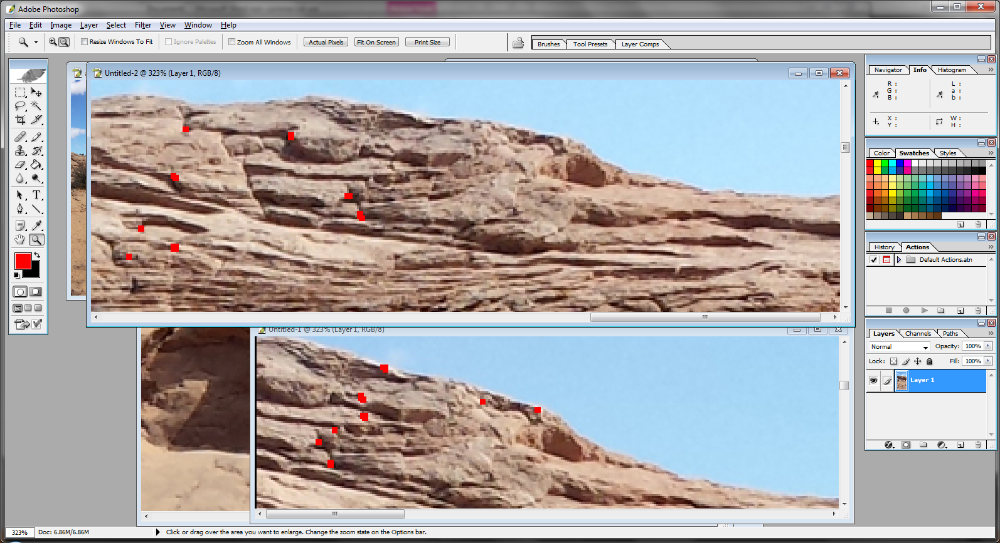 Adobe Photoshop
File Edit Image Layer Select Filter View Window Help
Resize Windows To Fit Ignore Palettes Zoom All Windows Actual Pixels Fit On Screen Print Size Brushes Tool Presets Layer Comps
Untitled-2 @ 323% (Layer 1, RGB/8)
Navigator Info Histogram
R : L :
G : a :
B : b :
X : W :
Y : H :
Color Swatches Styles
History Actions
Default Actions.atn
Untitled-1 @ 323% (Layer 1, RGB/8)
Layers Channels Paths
Normal Opacity: 100%
Lock: Fill: 100%
Layer 1
323% Doc: 6.86M/6.86M Click or drag over the area you want to enlarge. Change the zoom state on the Options bar.